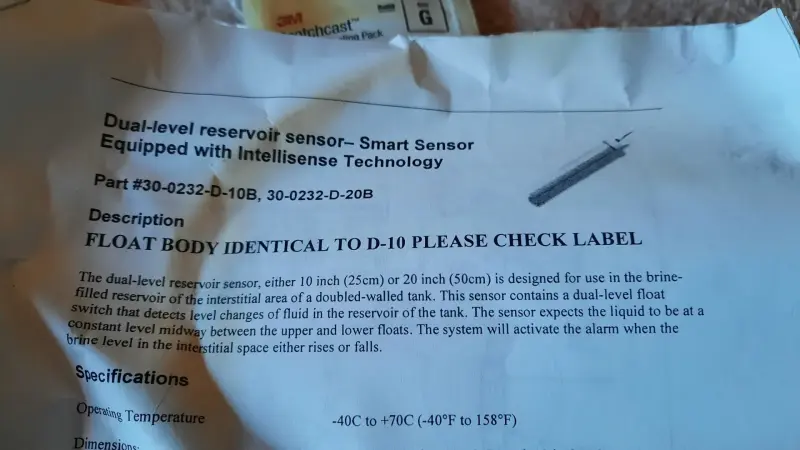 3M
otchcast™
G
Dual-level reservoir sensor– Smart Sensor
Equipped with Intellisense Technology
Part #30-0232-D-10B, 30-0232-D-20B
Description
FLOAT BODY IDENTICAL TO D-10 PLEASE CHECK LABEL
The dual-level reservoir sensor, either 10 inch (25cm) or 20 inch (50cm) is designed for use in the brine-
filled reservoir of the interstitial area of a doubled-walled tank. This sensor contains a dual-level float
switch that detects level changes of fluid in the reservoir of the tank. The sensor expects the liquid to be at a
constant level midway between the upper and lower floats. The system will activate the alarm when the
brine level in the interstitial space either rises or falls.
Specifications
Operating Temperature -40C to +70C (-40°F to 158°F)
Dimensions: